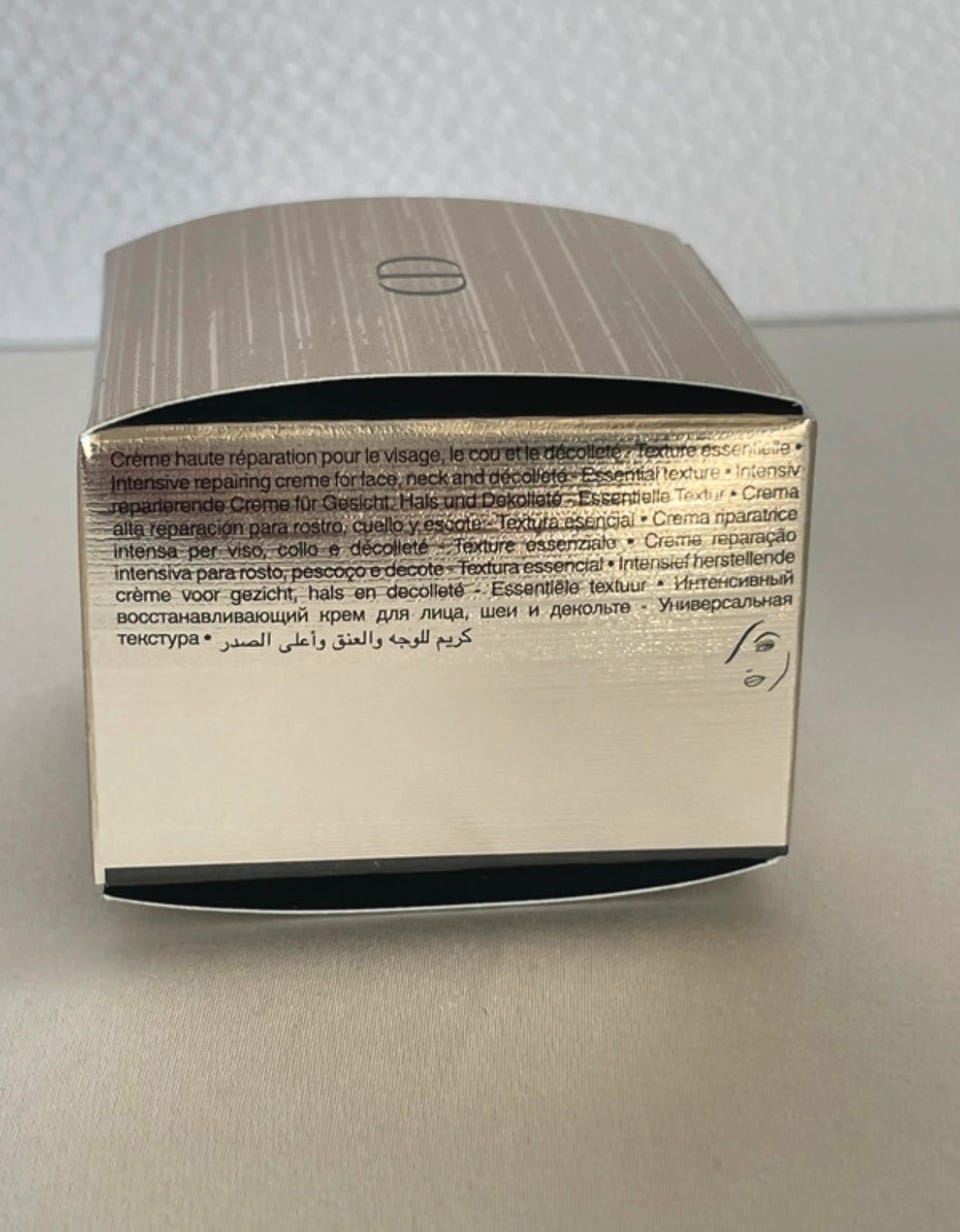 Crème haute réparation pour le visage, le cou et le décolleté - Texture essentielle •
Intensive repairing creme for face, neck and décolleté - Essential texture • Intensiv
reparierende Creme für Gesicht, Hals und Dekolleté - Essentielle Textur • Crema
alta reparación para rostro, cuello y escote - Textura esencial • Crema riparatrice
intensa per viso, collo e décolleté - Texture essenziale • Creme reparação
intensiva para rosto, pescoço e decote - Textura essencial • Intensief herstellende
crème voor gezicht, hals en decolleté - Essentiële textuur • Интенсивный
восстанавливающий крем для лица, шеи и декольте - Универсальная
текстура • كريم للوجه والعنق وأعلى الصدر